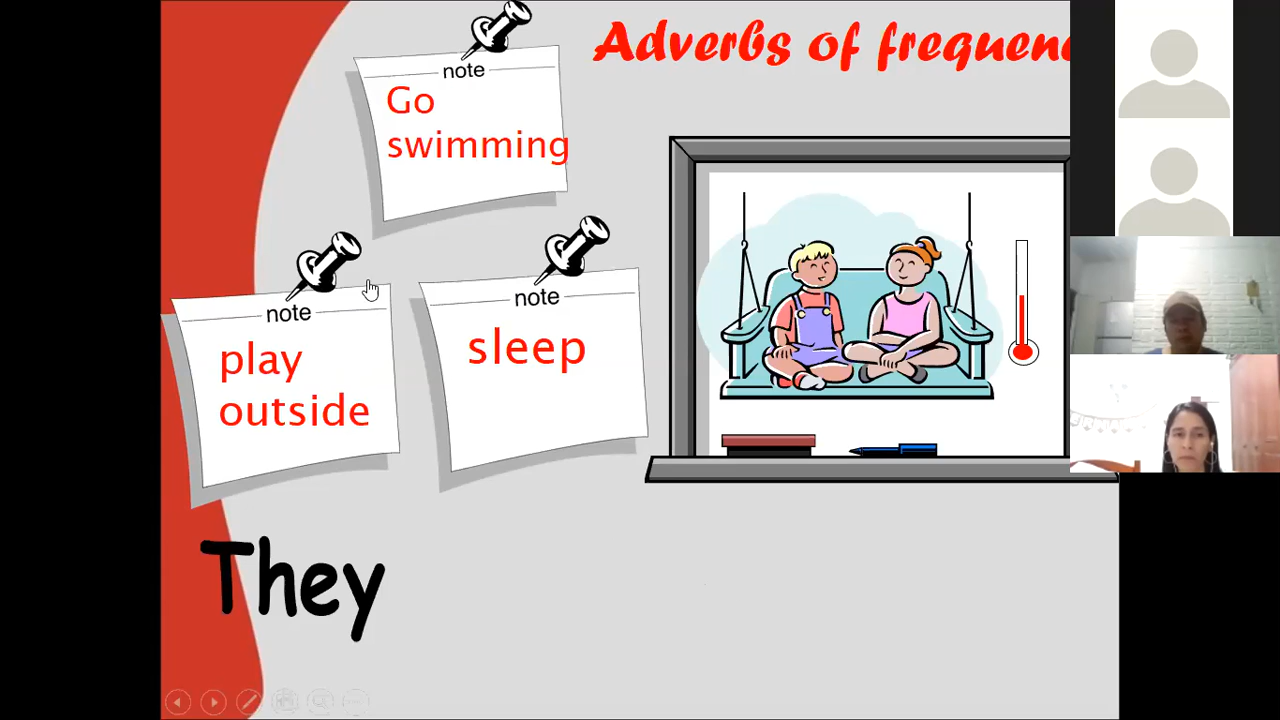 Adverbs of frequenc
note
Go
swimming
note
play
outside
note
sleep
They